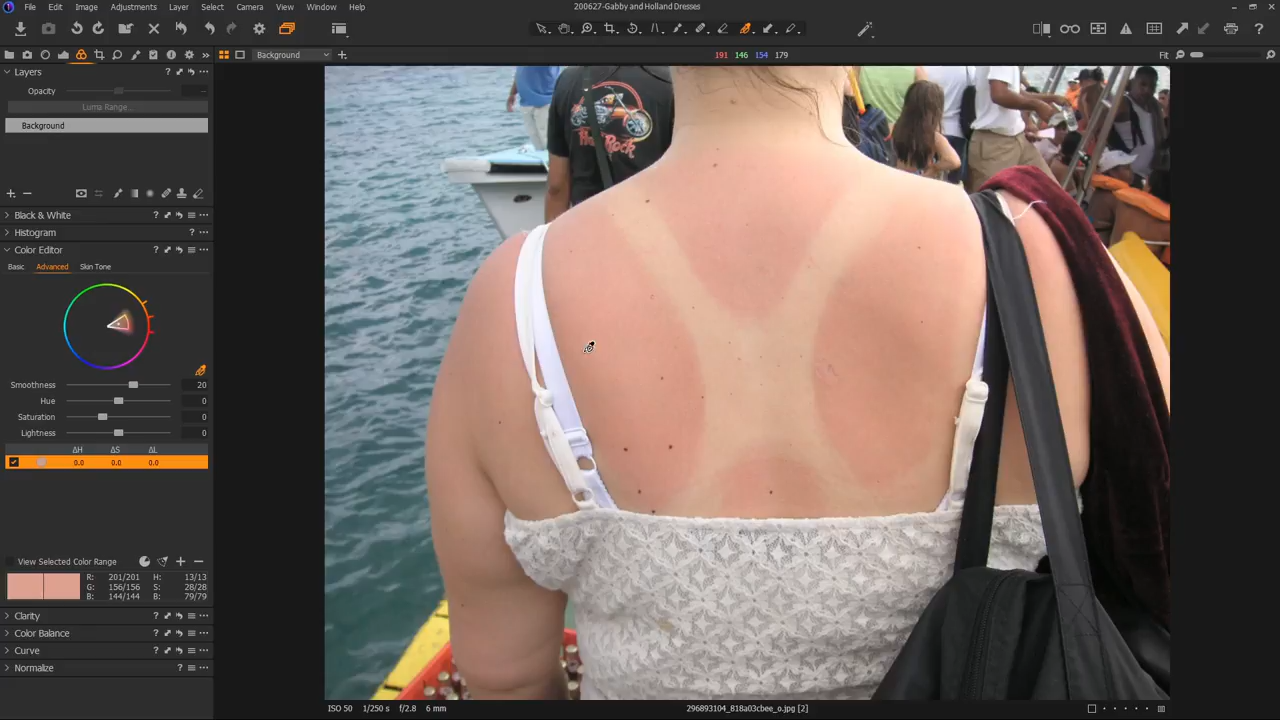 File Edit Image Adjustments Layer Select Camera View Window Help
200627-Gabby and Holland Dresses
Background
191 146 154 179
Fit
Layers
Opacity
Luma Range...
Background
Black & White
Histogram
Color Editor
Basic Advanced Skin Tone
Smoothness 20
Hue 0
Saturation 0
Lightness 0
ΔH ΔS ΔL
0.0 0.0 0.0
View Selected Color Range
R: 201/201 H: 13/13
G: 156/156 S: 28/28
B: 144/144 B: 79/79
Clarity
Color Balance
Curve
Normalize
ISO 50 1/250 s f/2.8 6 mm
296893104_818a03cbee_o.jpg [2]